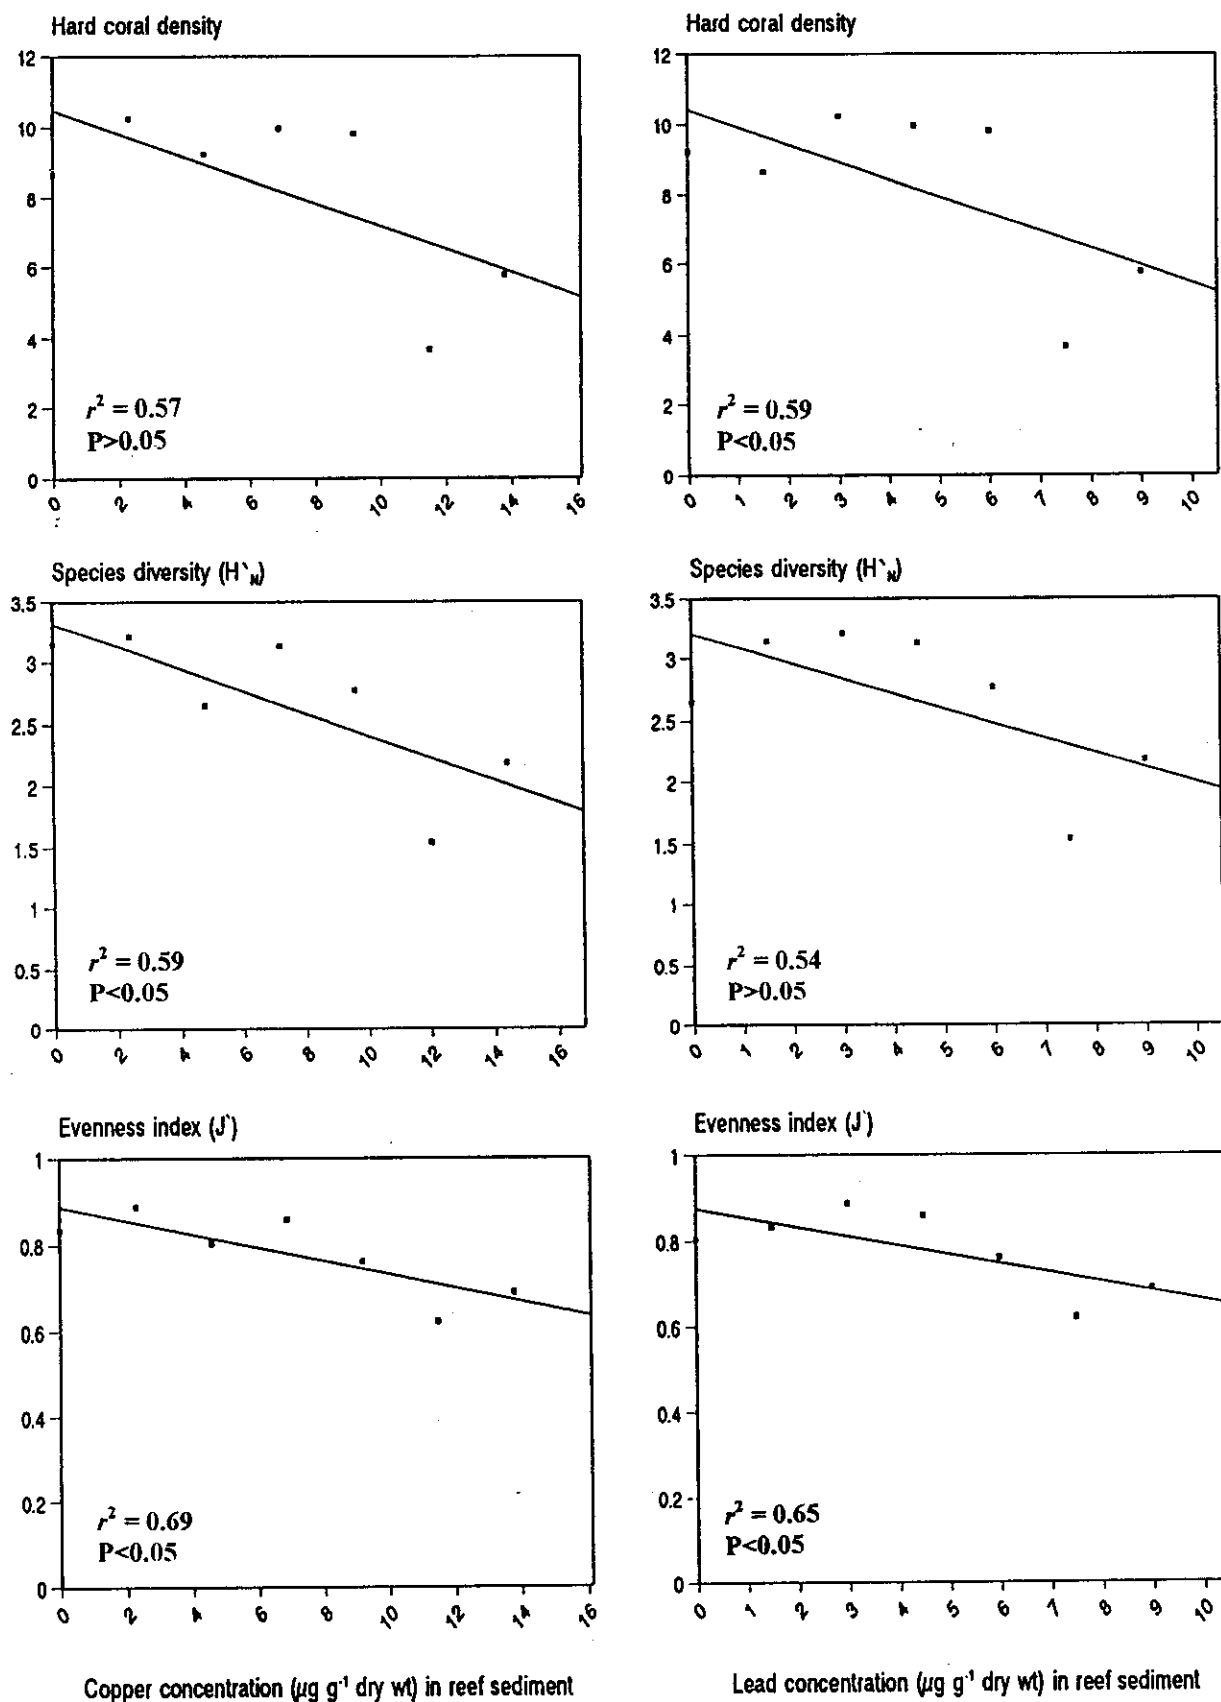 Hard coral density
12
10
8
6
4
2
0
r² = 0.57
P>0.05
0 2 4 6 8 10 12 14 16
Hard coral density
12
10
8
6
4
2
0
r² = 0.59
P<0.05
0 1 2 3 4 5 6 7 8 9 10
Species diversity (H`N)
3.5
3
2.5
2
1.5
1
0.5
0
r² = 0.59
P<0.05
0 2 4 6 8 10 12 14 16
Species diversity (H`N)
3.5
3
2.5
2
1.5
1
0.5
0
r² = 0.54
P>0.05
0 1 2 3 4 5 6 7 8 9 10
Evenness index (J`)
1
0.8
0.6
0.4
0.2
0
r² = 0.69
P<0.05
0 2 4 6 8 10 12 14 16
Copper concentration (µg g⁻¹ dry wt) in reef sediment
Evenness index (J`)
1
0.8
0.6
0.4
0.2
0
r² = 0.65
P<0.05
0 1 2 3 4 5 6 7 8 9 10
Lead concentration (µg g⁻¹ dry wt) in reef sediment